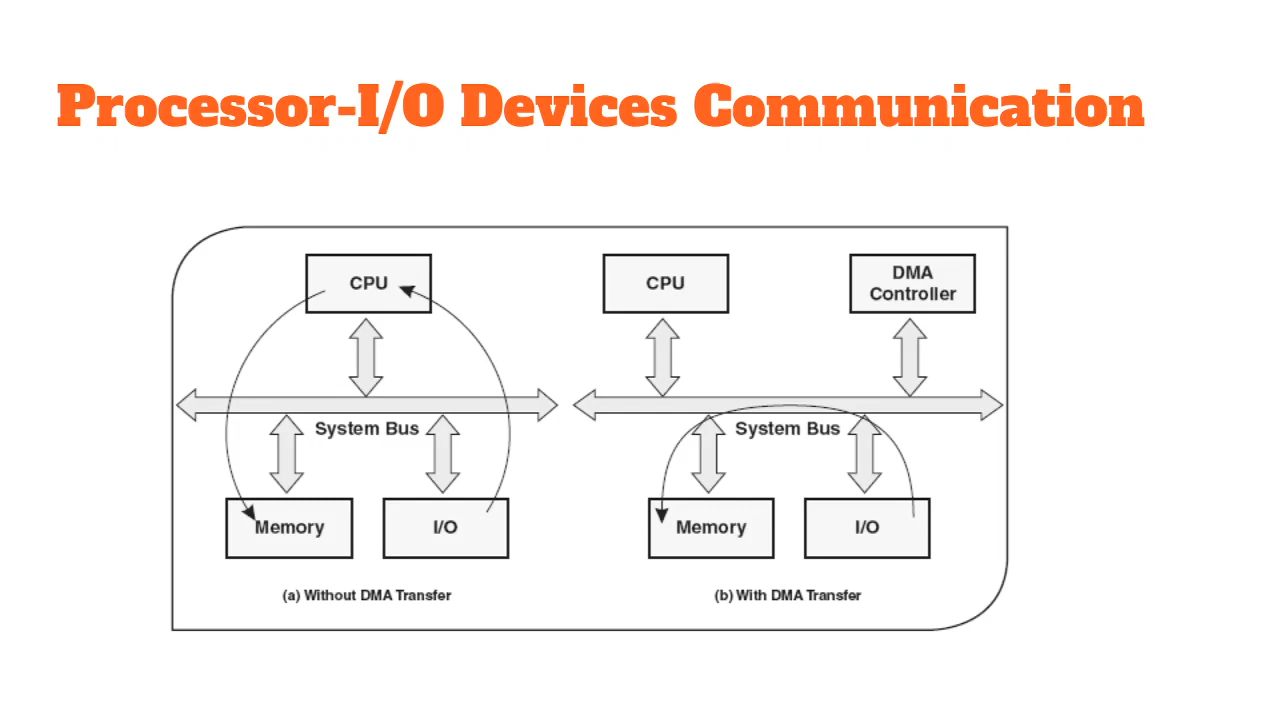 Processor-I/O Devices Communication
CPU
System Bus
Memory
I/O
(a) Without DMA Transfer
CPU
DMA
Controller
System Bus
Memory
I/O
(b) With DMA Transfer